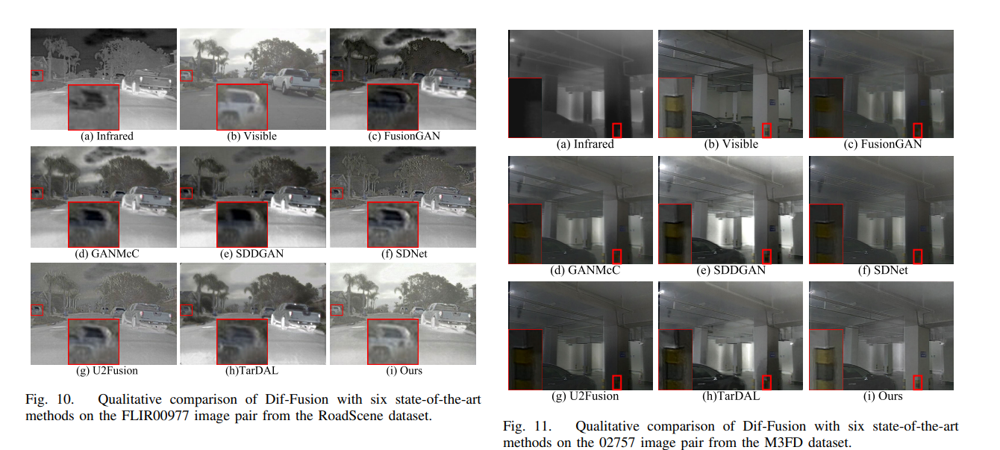 (a) Infrared
(b) Visible
(c) FusionGAN
(d) GANMcC
(e) SDDGAN
(f) SDNet
(g) U2Fusion
(h)TarDAL
(i) Ours
Fig. 10. Qualitative comparison of Dif-Fusion with six state-of-the-art
methods on the FLIR00977 image pair from the RoadScene dataset.
(a) Infrared
(b) Visible
(c) FusionGAN
(d) GANMcC
(e) SDDGAN
(f) SDNet
(g) U2Fusion
(h)TarDAL
(i) Ours
Fig. 11. Qualitative comparison of Dif-Fusion with six state-of-the-art
methods on the 02757 image pair from the M3FD dataset.